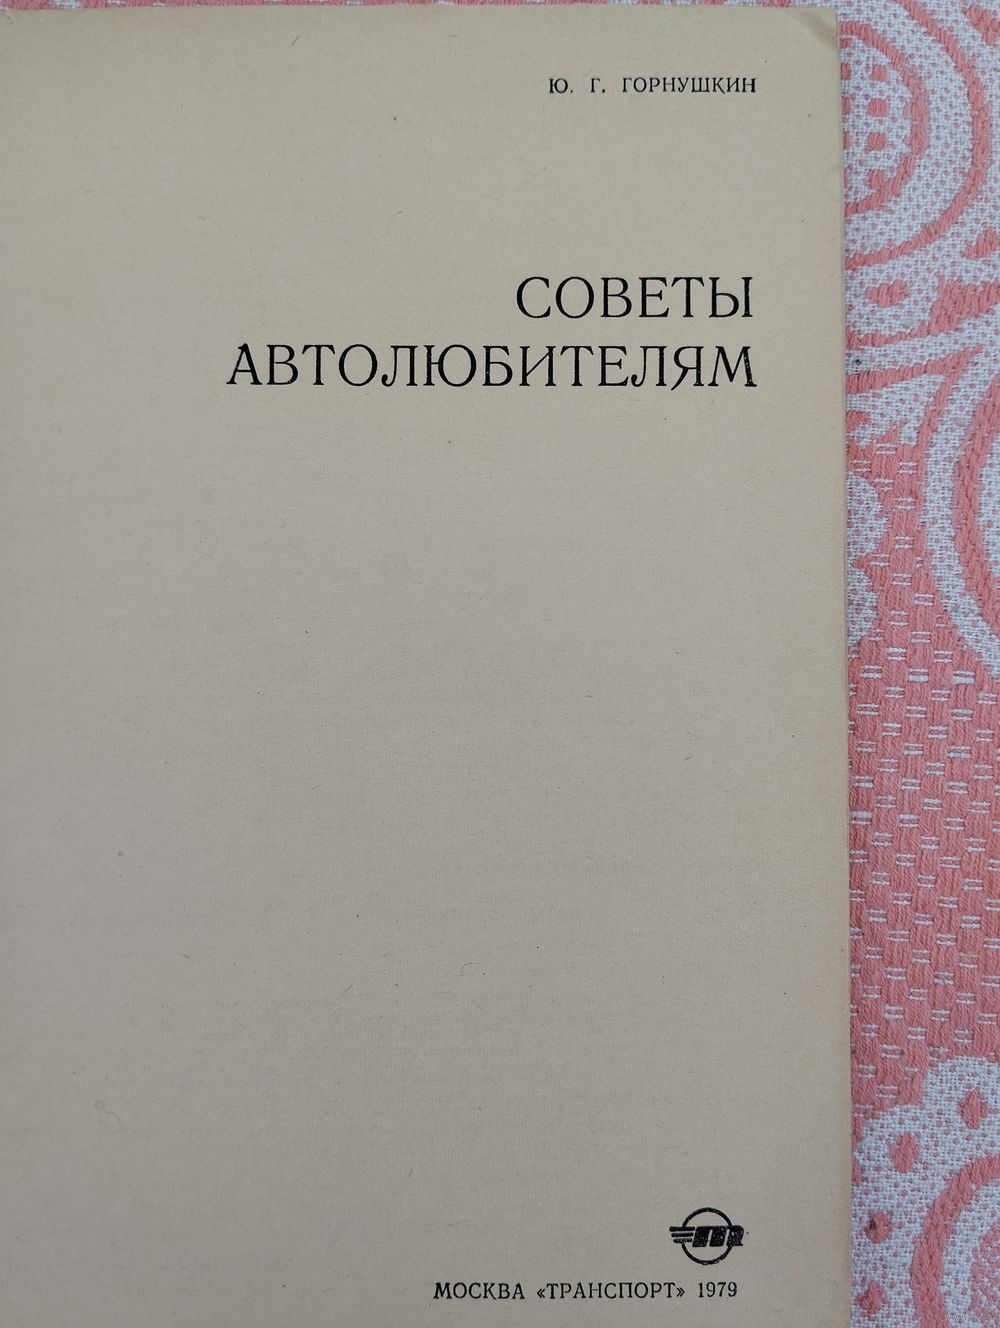 Ю. Г. ГОРНУШКИН
СОВЕТЫ
АВТОЛЮБИТЕЛЯМ
МОСКВА «ТРАНСПОРТ» 1979